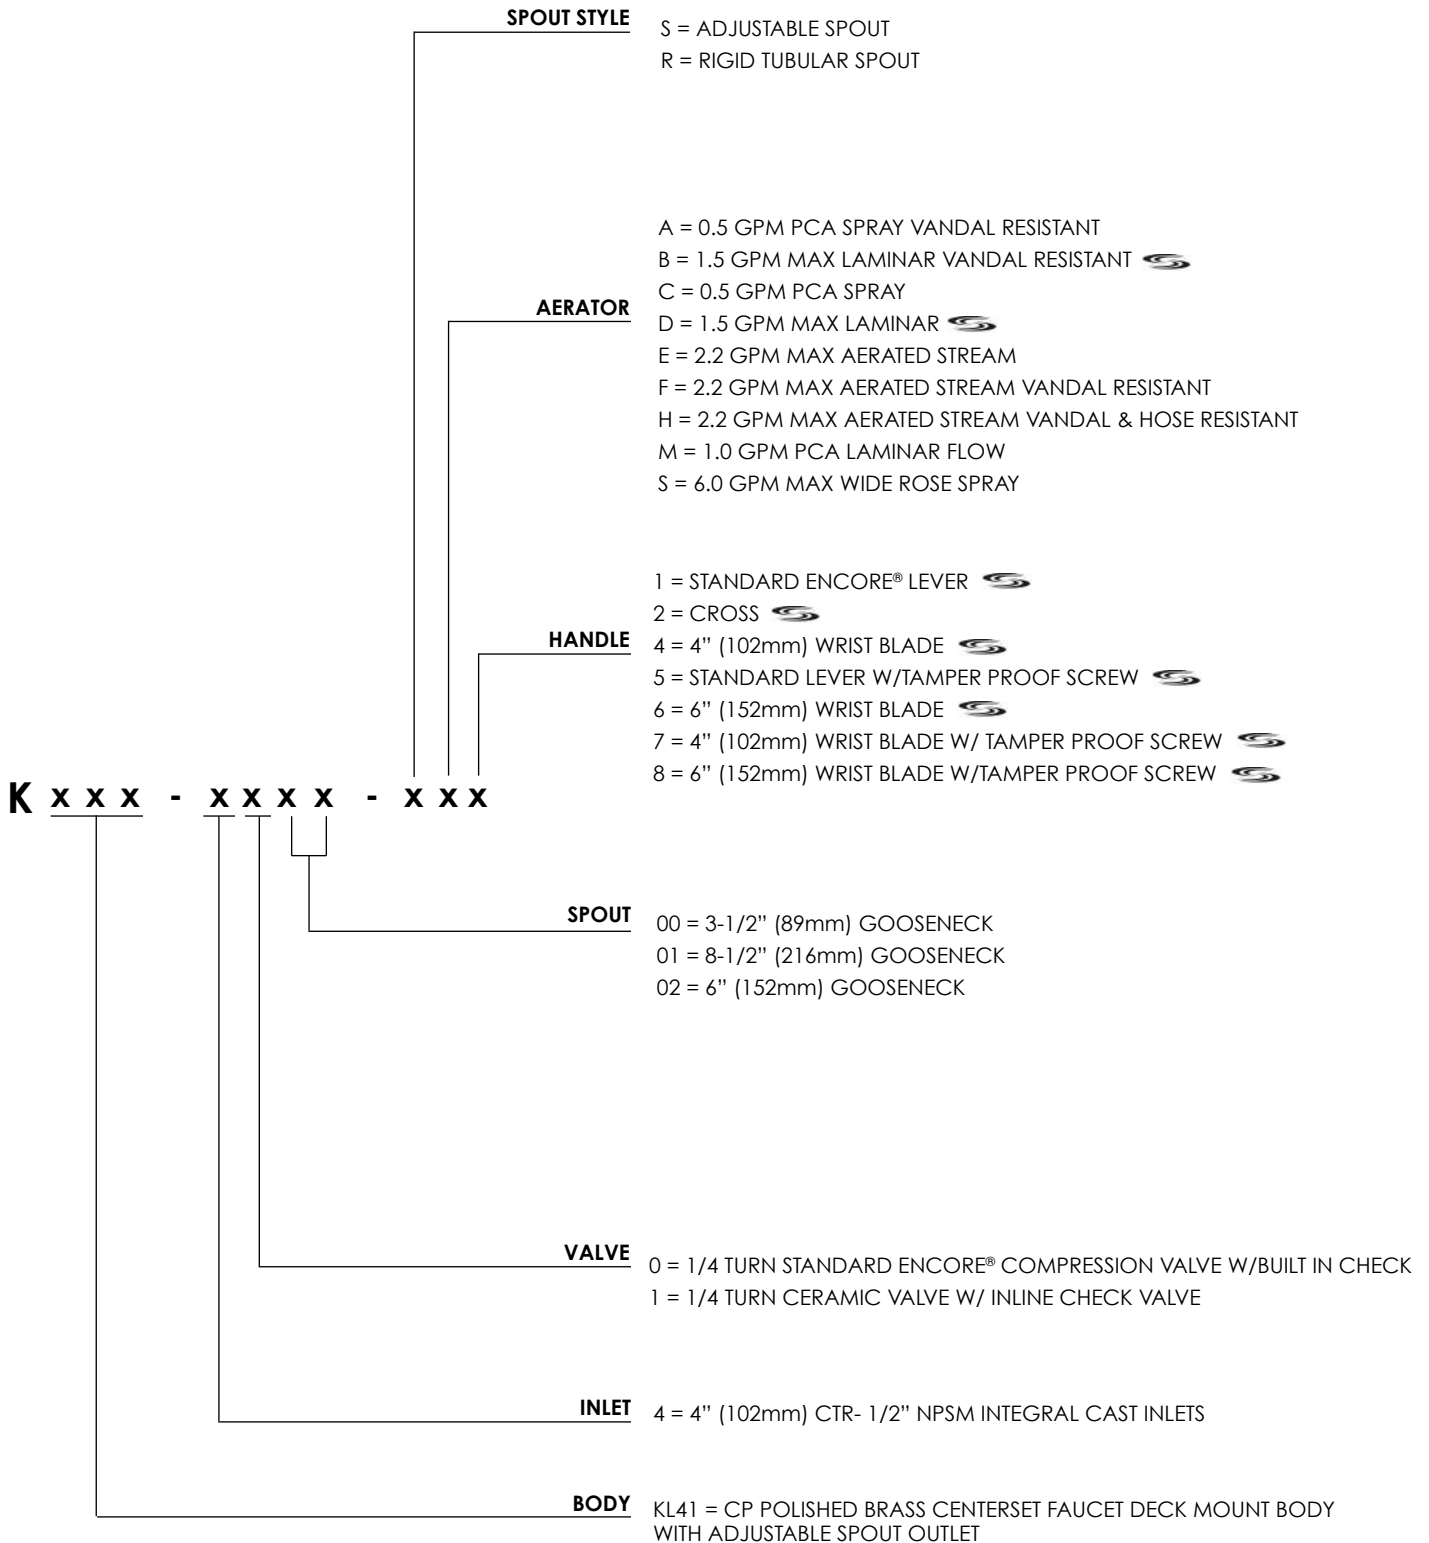 SPOUT STYLE
S = ADJUSTABLE SPOUT
R = RIGID TUBULAR SPOUT
AERATOR
A = 0.5 GPM PCA SPRAY VANDAL RESISTANT
B = 1.5 GPM MAX LAMINAR VANDAL RESISTANT
C = 0.5 GPM PCA SPRAY
D = 1.5 GPM MAX LAMINAR
E = 2.2 GPM MAX AERATED STREAM
F = 2.2 GPM MAX AERATED STREAM VANDAL RESISTANT
H = 2.2 GPM MAX AERATED STREAM VANDAL & HOSE RESISTANT
M = 1.0 GPM PCA LAMINAR FLOW
S = 6.0 GPM MAX WIDE ROSE SPRAY
HANDLE
1 = STANDARD ENCORE® LEVER
2 = CROSS
4 = 4” (102mm) WRIST BLADE
5 = STANDARD LEVER W/TAMPER PROOF SCREW
6 = 6” (152mm) WRIST BLADE
7 = 4” (102mm) WRIST BLADE W/ TAMPER PROOF SCREW
8 = 6” (152mm) WRIST BLADE W/TAMPER PROOF SCREW
K x x x - x x x x - x x x
SPOUT
00 = 3-1/2” (89mm) GOOSENECK
01 = 8-1/2” (216mm) GOOSENECK
02 = 6” (152mm) GOOSENECK
VALVE
0 = 1/4 TURN STANDARD ENCORE® COMPRESSION VALVE W/BUILT IN CHECK
1 = 1/4 TURN CERAMIC VALVE W/ INLINE CHECK VALVE
INLET
4 = 4” (102mm) CTR- 1/2” NPSM INTEGRAL CAST INLETS
BODY
KL41 = CP POLISHED BRASS CENTERSET FAUCET DECK MOUNT BODY
WITH ADJUSTABLE SPOUT OUTLET